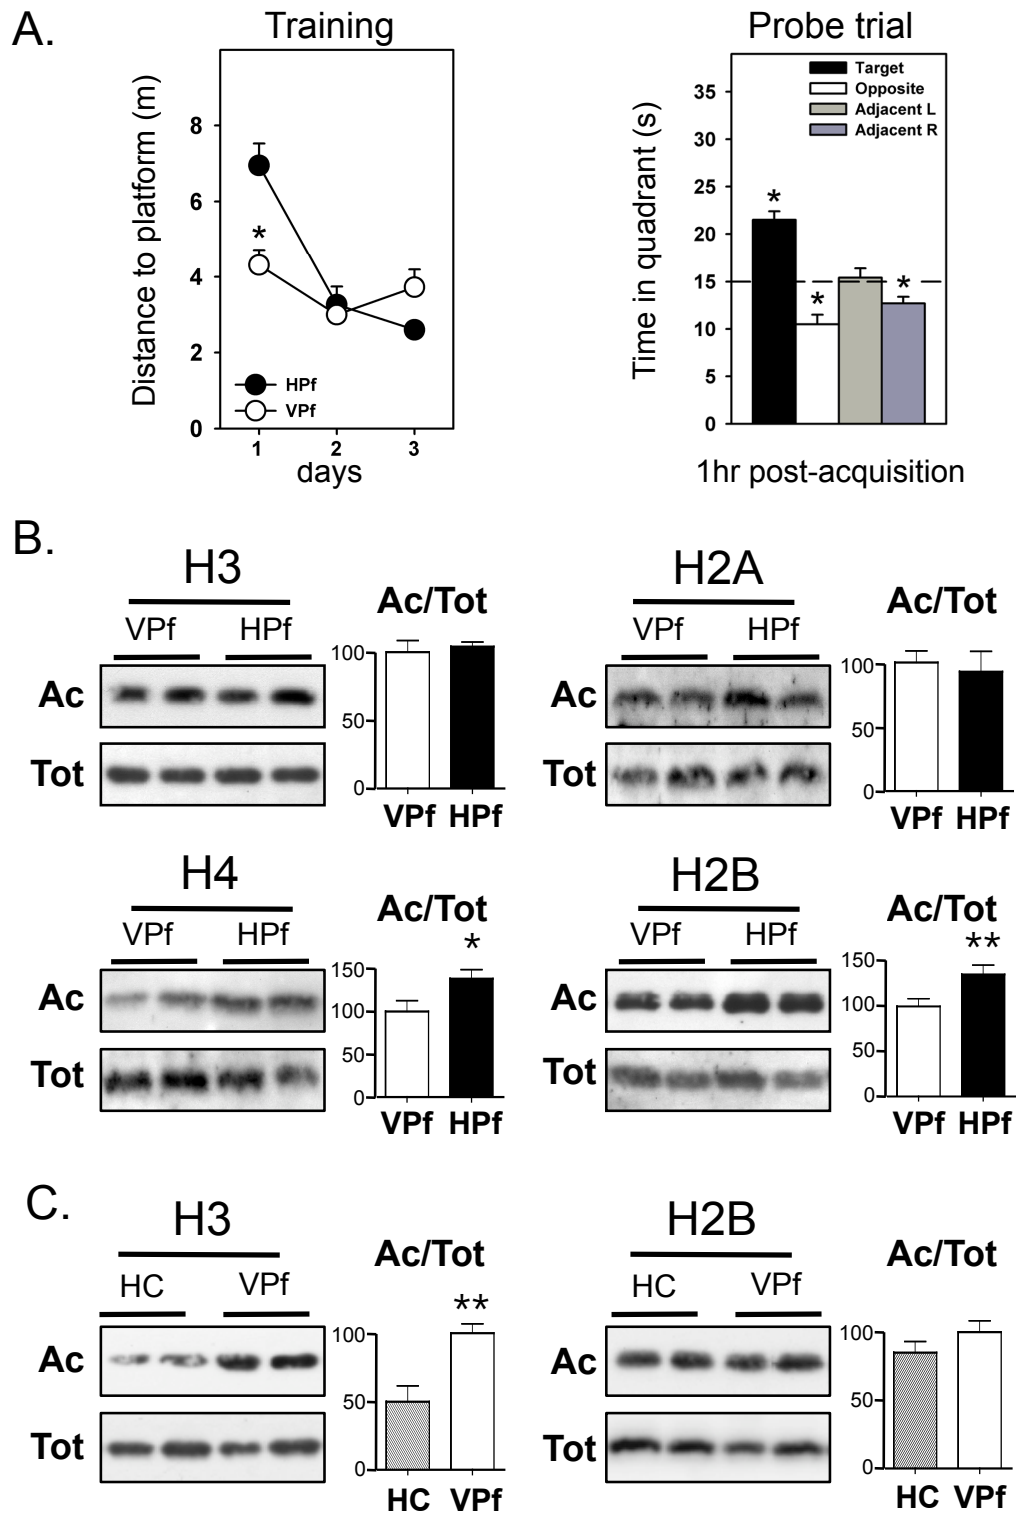 A.
Training
Distance to platform (m)
8
6
4
2
0
HPf
VPf
1 2 3
days
Probe trial
Time in quadrant (s)
35
30
25
20
15
10
5
0
Target
Opposite
Adjacent L
Adjacent R
*
*
*
*
1hr post-acquisition
B.
H3
VPf HPf
Ac
Tot
Ac/Tot
100
50
0
VPf HPf
H2A
VPf HPf
Ac
Tot
Ac/Tot
100
50
0
VPf HPf
H4
VPf HPf
Ac
Tot
Ac/Tot
*
150
100
50
0
VPf HPf
H2B
VPf HPf
Ac
Tot
Ac/Tot
**
150
100
50
0
VPf HPf
C.
H3
HC VPf
Ac
Tot
Ac/Tot
**
100
50
0
HC VPf
H2B
HC VPf
Ac
Tot
Ac/Tot
100
50
0
HC VPf